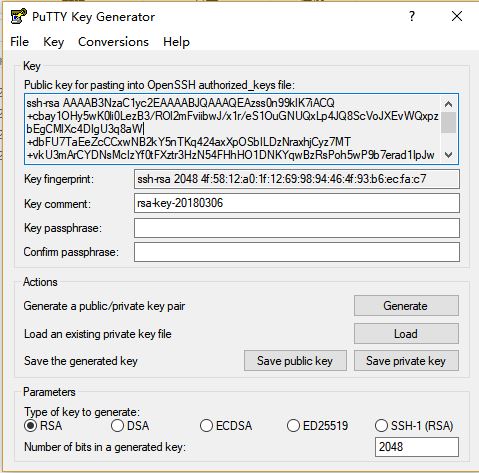 PuTTY Key Generator
File Key Conversions Help
Key
Public key for pasting into OpenSSH authorized_keys file:
ssh-rsa AAAAB3NzaC1yc2EAAAABJQAAAQEAzss0n99kIK7iACQ
+cbay1OHy5wK0li0LezB3/ROl2mFviibwJ/x1r/eS1OuGNUQxLp4JQ8ScVoJXEvWQxpz
bEgCMlXc4DlgU3q8aW
+dbFU7TaEeZcCCxwNB2kY5nTKq424axXpOSbILDzNraxhjCyz7MT
+vkU3mArCYDNsMclzYf0tFXztr3HzN54FHhHO1DNKYqwBzRsPoh5wP9b7erad1lpJw
Key fingerprint: ssh-rsa 2048 4f:58:12:a0:1f:12:69:98:94:46:4f:93:b6:ec:fa:c7
Key comment: rsa-key-20180306
Key passphrase:
Confirm passphrase:
Actions
Generate a public/private key pair Generate
Load an existing private key file Load
Save the generated key Save public key Save private key
Parameters
Type of key to generate:
RSA DSA ECDSA ED25519 SSH-1 (RSA)
Number of bits in a generated key: 2048